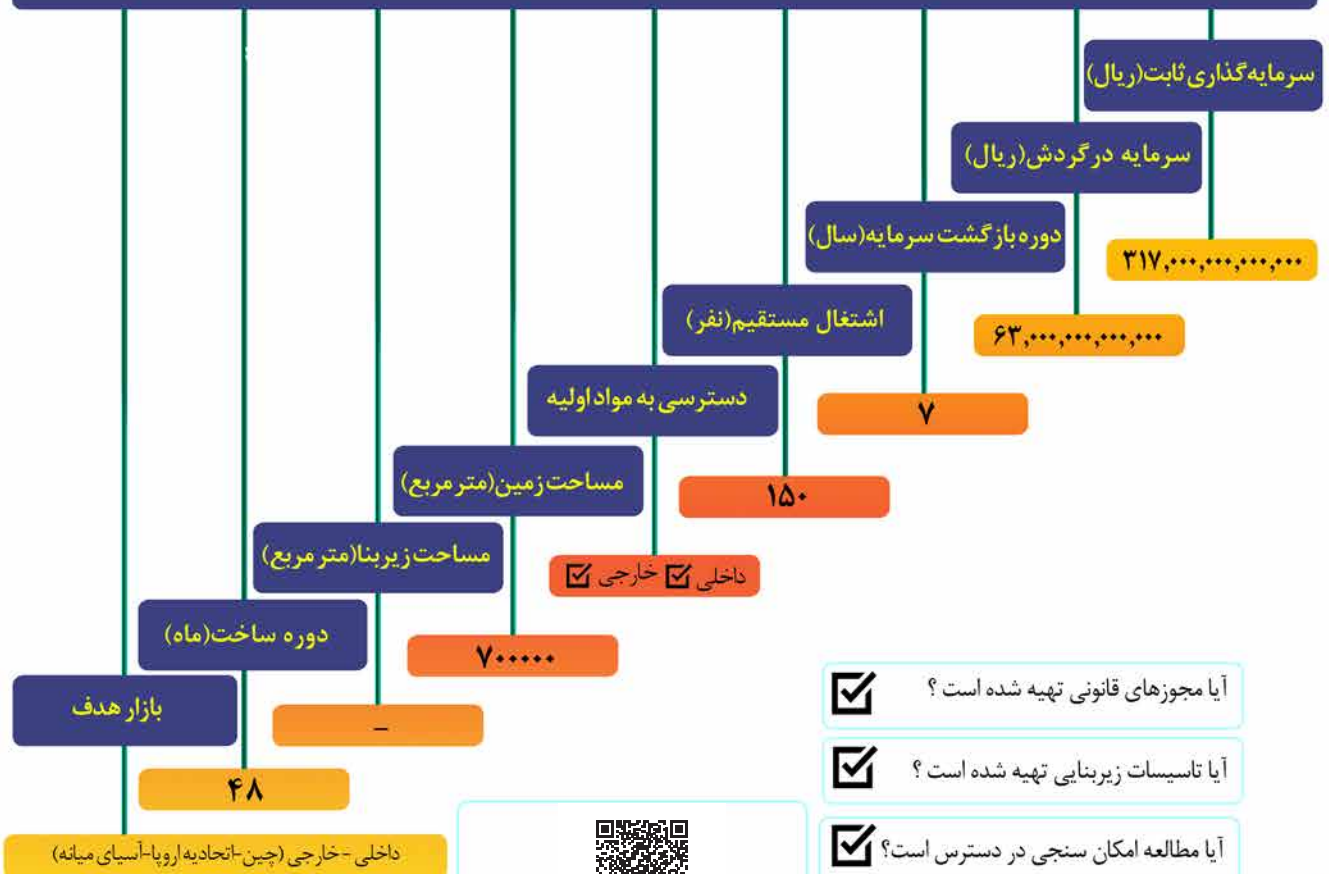 سرمایه‌گذاری ثابت(ریال)
۳۱۷,۰۰۰,۰۰۰,۰۰۰,۰۰۰
سرمایه در گردش(ریال)
۶۳,۰۰۰,۰۰۰,۰۰۰,۰۰۰
دوره بازگشت سرمایه(سال)
۷
اشتغال مستقیم(نفر)
۱۵۰
دسترسی به مواد اولیه
داخلی ☑ خارجی ☑
مساحت زمین(متر مربع)
۷۰۰۰۰۰
مساحت زیربنا(متر مربع)
–
دوره ساخت(ماه)
۴۸
بازار هدف
داخلی - خارجی (چین-اتحادیه اروپا-آسیای میانه)
آیا مجوزهای قانونی تهیه شده است ؟ ☑
آیا تاسیسات زیربنایی تهیه شده است ؟ ☑
آیا مطالعه امکان سنجی در دسترس است؟ ☑